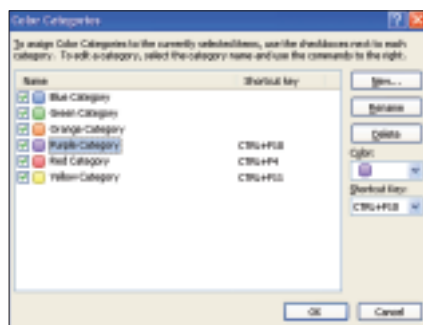 Color Categories
To assign Color Categories to the currently selected items, use the checkboxes next to each
category. To edit a category, select the category name and use the commands to the right.
Name Shortcut Key
Blue Category
Green Category
Orange Category
Purple Category CTRL+F10
Red Category CTRL+F4
Yellow Category CTRL+F11
New...
Rename
Delete
Color:
Shortcut Key:
CTRL+F10
OK Cancel